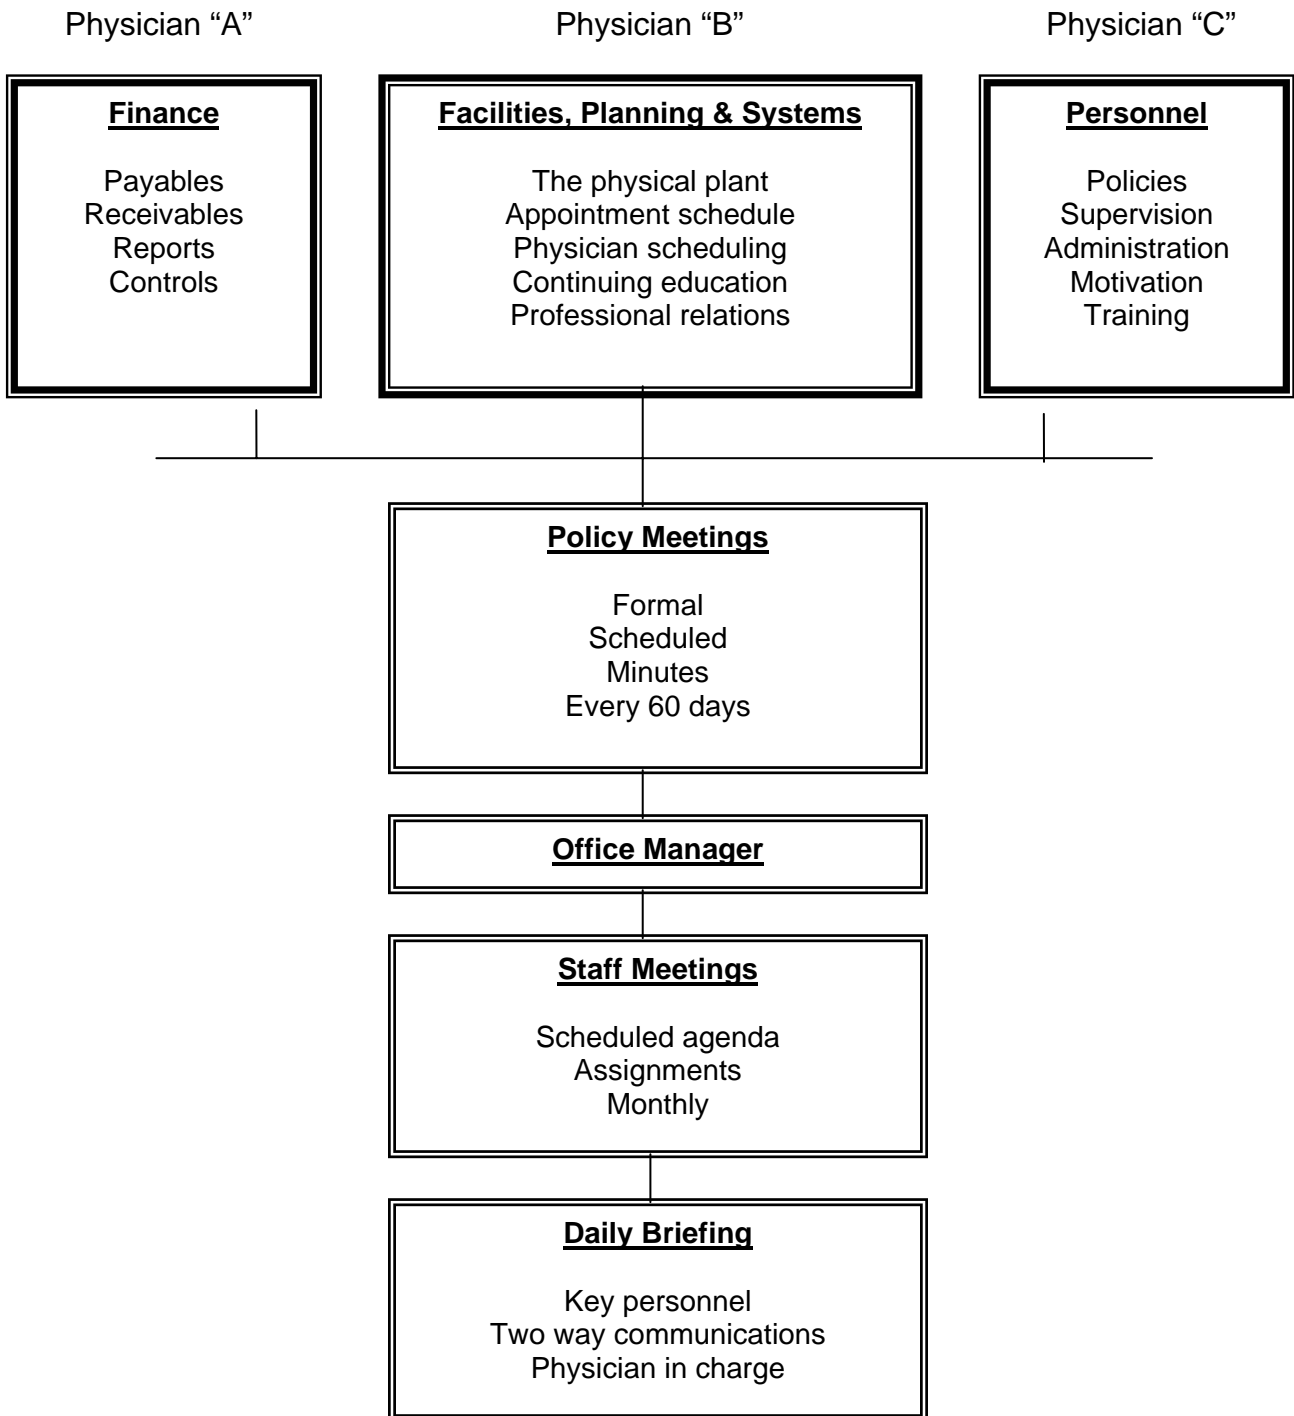 Physician “A”
Physician “B”
Physician “C”
Finance
Payables
Receivables
Reports
Controls
Facilities, Planning & Systems
The physical plant
Appointment schedule
Physician scheduling
Continuing education
Professional relations
Personnel
Policies
Supervision
Administration
Motivation
Training
Policy Meetings
Formal
Scheduled
Minutes
Every 60 days
Office Manager
Staff Meetings
Scheduled agenda
Assignments
Monthly
Daily Briefing
Key personnel
Two way communications
Physician in charge